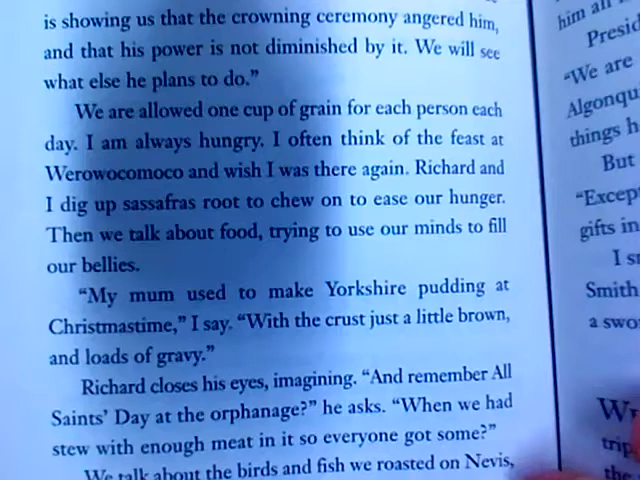 is showing us that the crowning ceremony angered him,
and that his power is not diminished by it. We will see
what else he plans to do.”
We are allowed one cup of grain for each person each
day. I am always hungry. I often think of the feast at
Werowocomoco and wish I was there again. Richard and
I dig up sassafras root to chew on to ease our hunger.
Then we talk about food, trying to use our minds to fill
our bellies.
“My mum used to make Yorkshire pudding at
Christmastime,” I say. “With the crust just a little brown,
and loads of gravy.”
Richard closes his eyes, imagining. “And remember All
Saints’ Day at the orphanage?” he asks. “When we had
stew with enough meat in it so everyone got some?”
We talk about the birds and fish we roasted on Nevis,
him all
Presid
“We are
Algonqu
things h
But
“Excep
gifts in
I s
Smith
a swo
W
trip
the